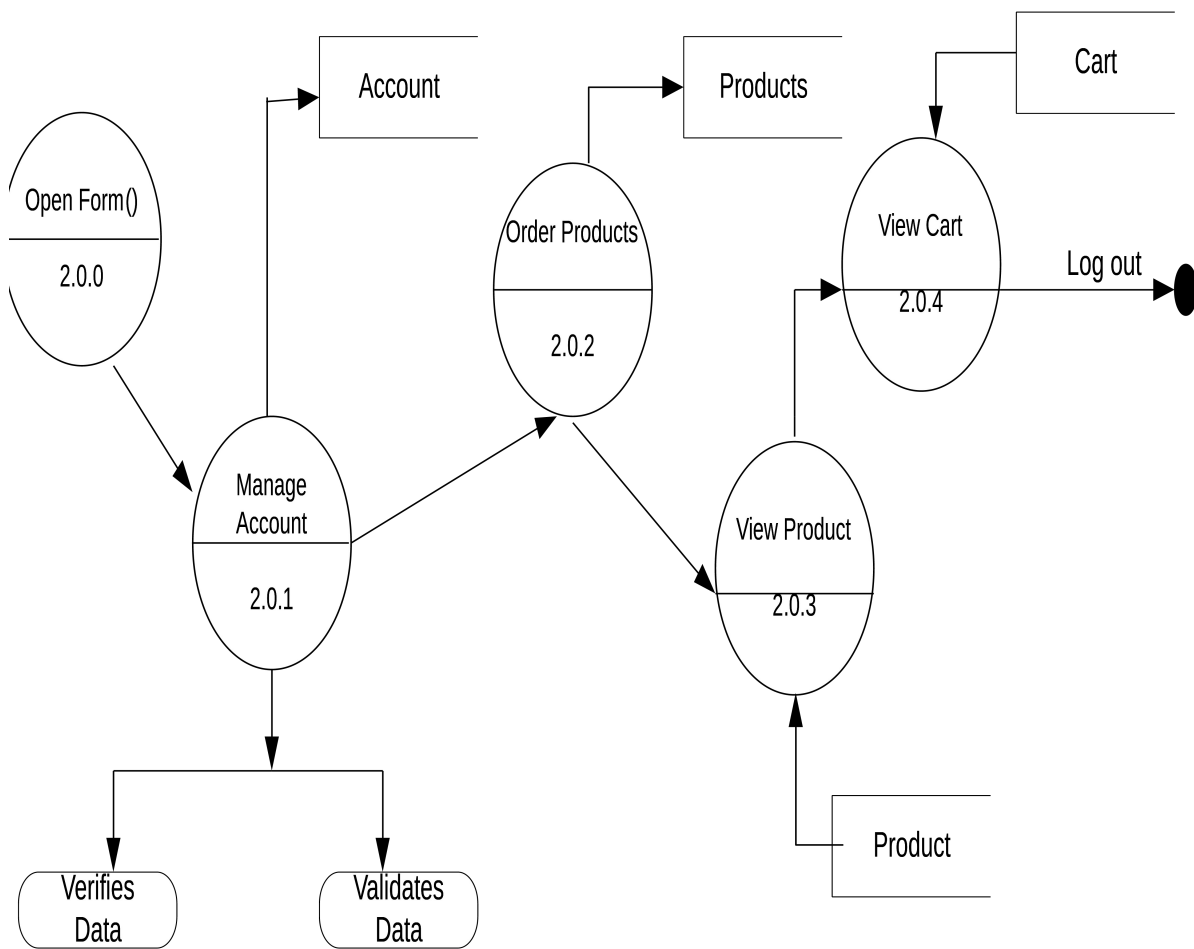 Cart
Account
Products
Open Form()
2.0.0
Order Products
2.0.2
View Cart
2.0.4
Log out
Manage
Account
2.0.1
View Product
2.0.3
Product
Verifies
Data
Validates
Data